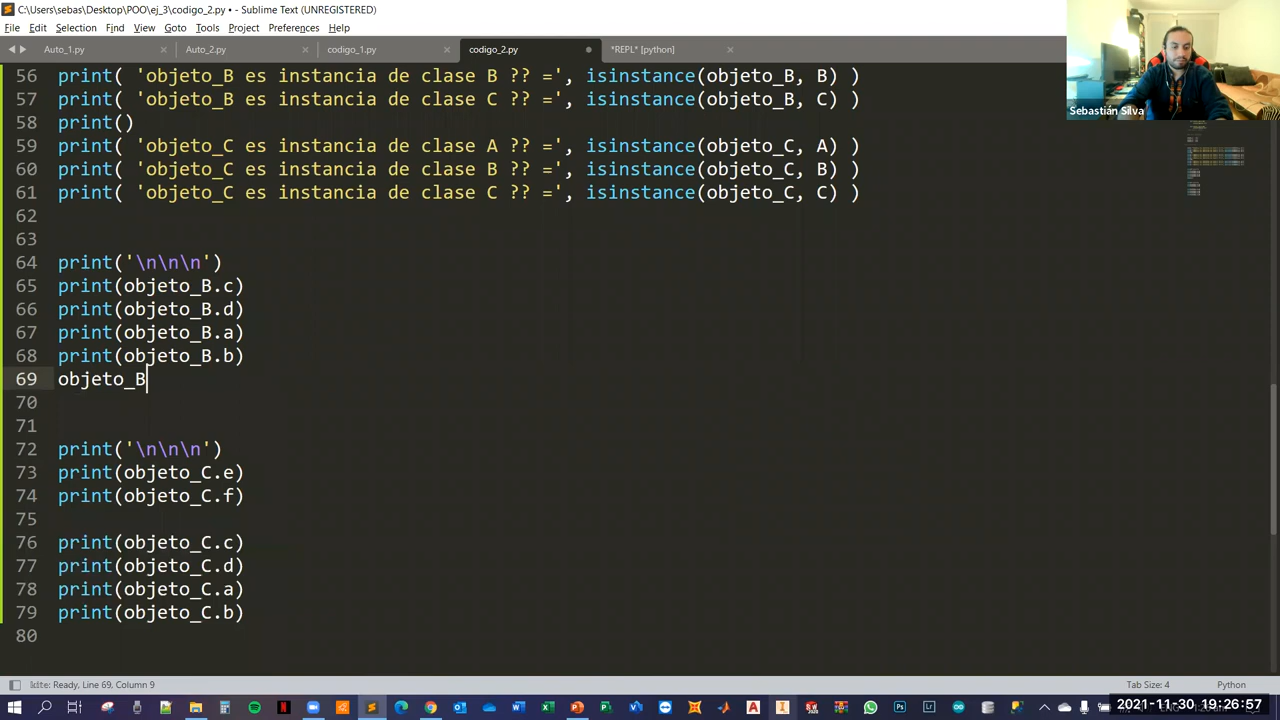 C:\Users\sebas\Desktop\POO\ej_3\codigo_2.py • - Sublime Text (UNREGISTERED)
File Edit Selection Find View Goto Tools Project Preferences Help
Auto_1.py Auto_2.py codigo_1.py codigo_2.py *REPL* [python]
56 print( 'objeto_B es instancia de clase B ?? =', isinstance(objeto_B, B) )
57 print( 'objeto_B es instancia de clase C ?? =', isinstance(objeto_B, C) )
58 print()
59 print( 'objeto_C es instancia de clase A ?? =', isinstance(objeto_C, A) )
60 print( 'objeto_C es instancia de clase B ?? =', isinstance(objeto_C, B) )
61 print( 'objeto_C es instancia de clase C ?? =', isinstance(objeto_C, C) )
62
63
64 print('\n\n\n')
65 print(objeto_B.c)
66 print(objeto_B.d)
67 print(objeto_B.a)
68 print(objeto_B.b)
69 objeto_B
70
71
72 print('\n\n\n')
73 print(objeto_C.e)
74 print(objeto_C.f)
75
76 print(objeto_C.c)
77 print(objeto_C.d)
78 print(objeto_C.a)
79 print(objeto_C.b)
80
Sebastián Silva
Ready, Line 69, Column 9
Tab Size: 4 Python
2021-11-30 19:26:57